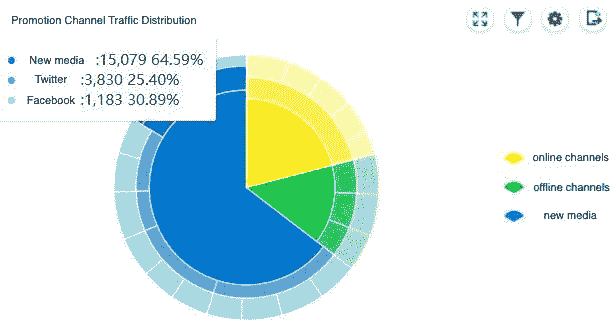 Promotion Channel Traffic Distribution
New media :15,079 64.59%
Twitter :3,830 25.40%
Facebook :1,183 30.89%
online channels
offline channels
new media